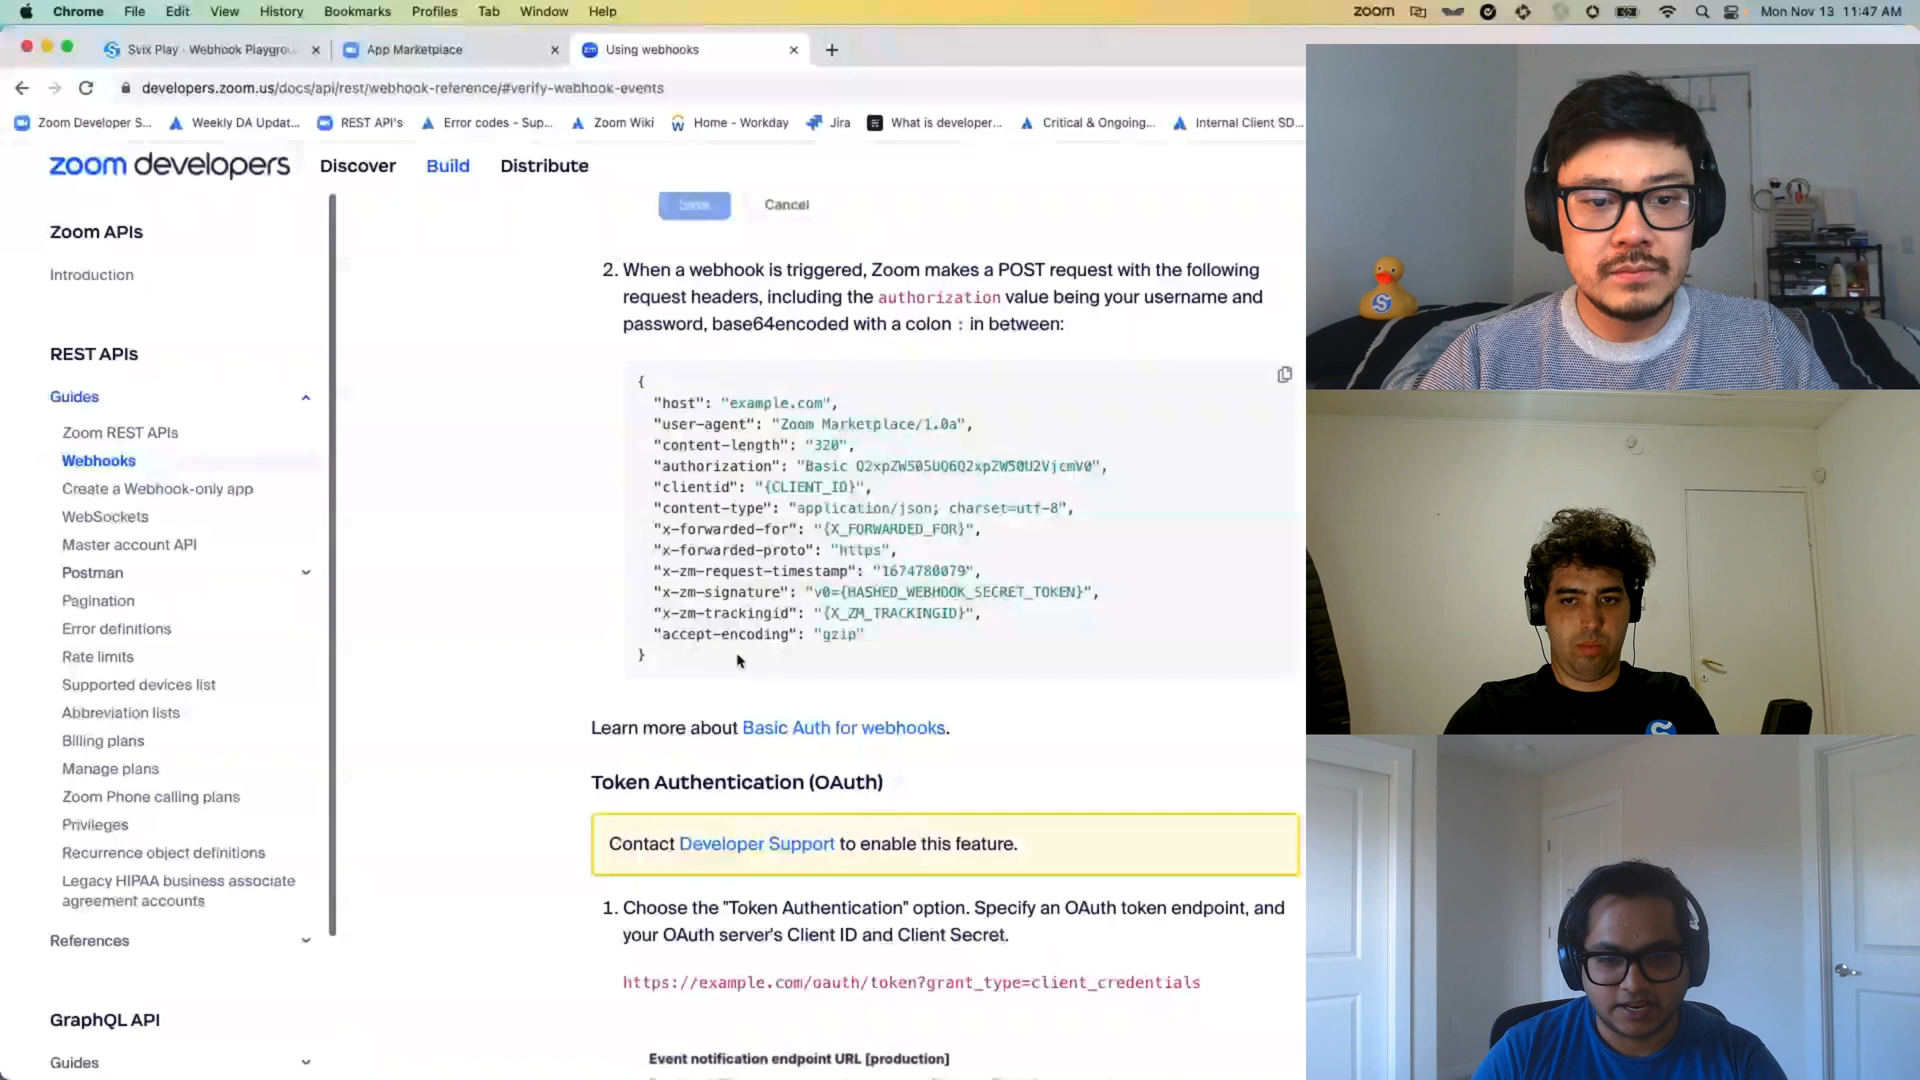 Chrome File Edit View History Bookmarks Profiles Tab Window Help
zoom
Mon Nov 13 11:47 AM
Svix Play - Webhook Playgrou
App Marketplace
Using webhooks
developers.zoom.us/docs/api/rest/webhook-reference/#verify-webhook-events
Zoom Developer S...
Weekly DA Updat...
REST API's
Error codes - Sup...
Zoom Wiki
Home - Workday
Jira
What is developer...
Critical & Ongoing...
Internal Client SD...
zoom developers
Discover
Build
Distribute
Zoom APIs
Introduction
REST APIs
Guides
Zoom REST APIs
Webhooks
Create a Webhook-only app
WebSockets
Master account API
Postman
Pagination
Error definitions
Rate limits
Supported devices list
Abbreviation lists
Billing plans
Manage plans
Zoom Phone calling plans
Privileges
Recurrence object definitions
Legacy HIPAA business associate
agreement accounts
References
GraphQL API
Guides
Save
Cancel
2. When a webhook is triggered, Zoom makes a POST request with the following
request headers, including the authorization value being your username and
password, base64encoded with a colon : in between:
{
"host": "example.com",
"user-agent": "Zoom Marketplace/1.0a",
"content-length": "320",
"authorization": "Basic Q2xpZW50SUQ6Q2xpZW50U2VjcmV0",
"clientid": "{CLIENT_ID}",
"content-type": "application/json; charset=utf-8",
"x-forwarded-for": "{X_FORWARDED_FOR}",
"x-forwarded-proto": "https",
"x-zm-request-timestamp": "1674780079",
"x-zm-signature": "v0={HASHED_WEBHOOK_SECRET_TOKEN}",
"x-zm-trackingid": "{X_ZM_TRACKINGID}",
"accept-encoding": "gzip"
}
Learn more about Basic Auth for webhooks.
Token Authentication (OAuth)
Contact Developer Support to enable this feature.
1. Choose the "Token Authentication" option. Specify an OAuth token endpoint, and
your OAuth server's Client ID and Client Secret.
https://example.com/oauth/token?grant_type=client_credentials
Event notification endpoint URL [production]